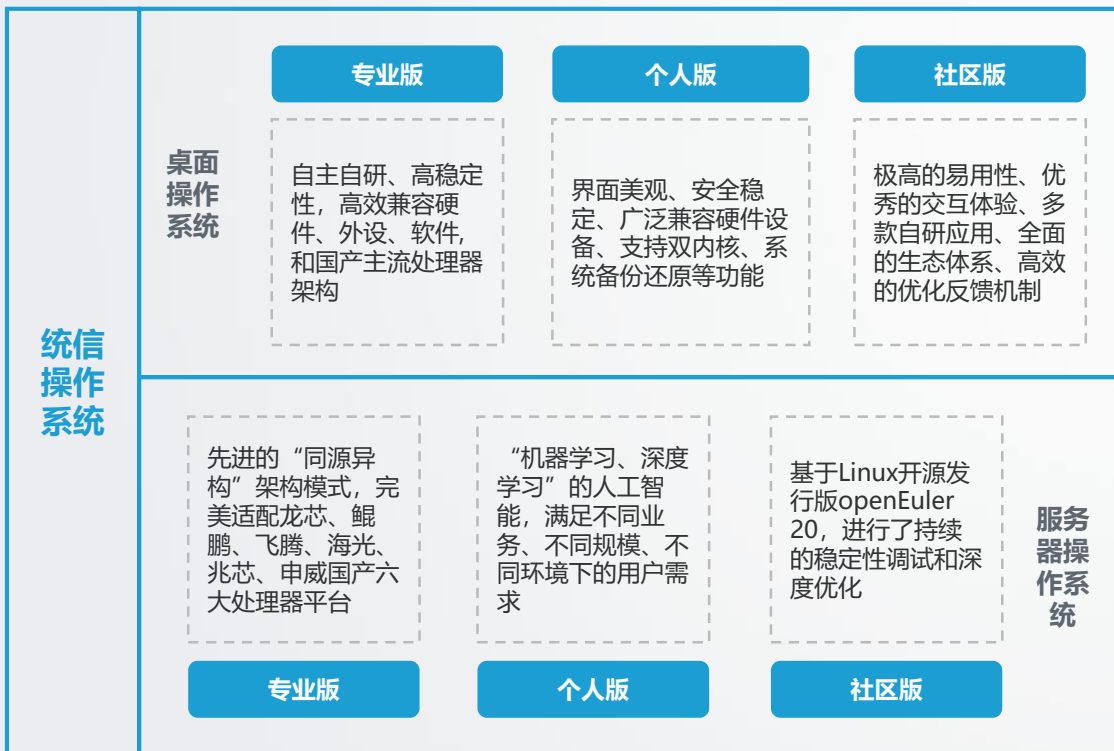 统信
操作
系统
桌面
操作
系统
专业版
自主自研、高稳定
性，高效兼容硬
件、外设、软件,
和国产主流处理器
架构
个人版
界面美观、安全稳
定、广泛兼容硬件设
备、支持双内核、系
统备份还原等功能
社区版
极高的易用性、优
秀的交互体验、多
款自研应用、全面
的生态体系、高效
的优化反馈机制
先进的“同源异
构”架构模式，完
美适配龙芯、鲲
鹏、飞腾、海光、
兆芯、申威国产六
大处理器平台
专业版
“机器学习、深度
学习”的人工智
能，满足不同业
务、不同规模、不
同环境下的用户需
求
个人版
基于Linux开源发
行版openEuler
20，进行了持续
的稳定性调试和深
度优化
社区版
服务
器操
作系
统